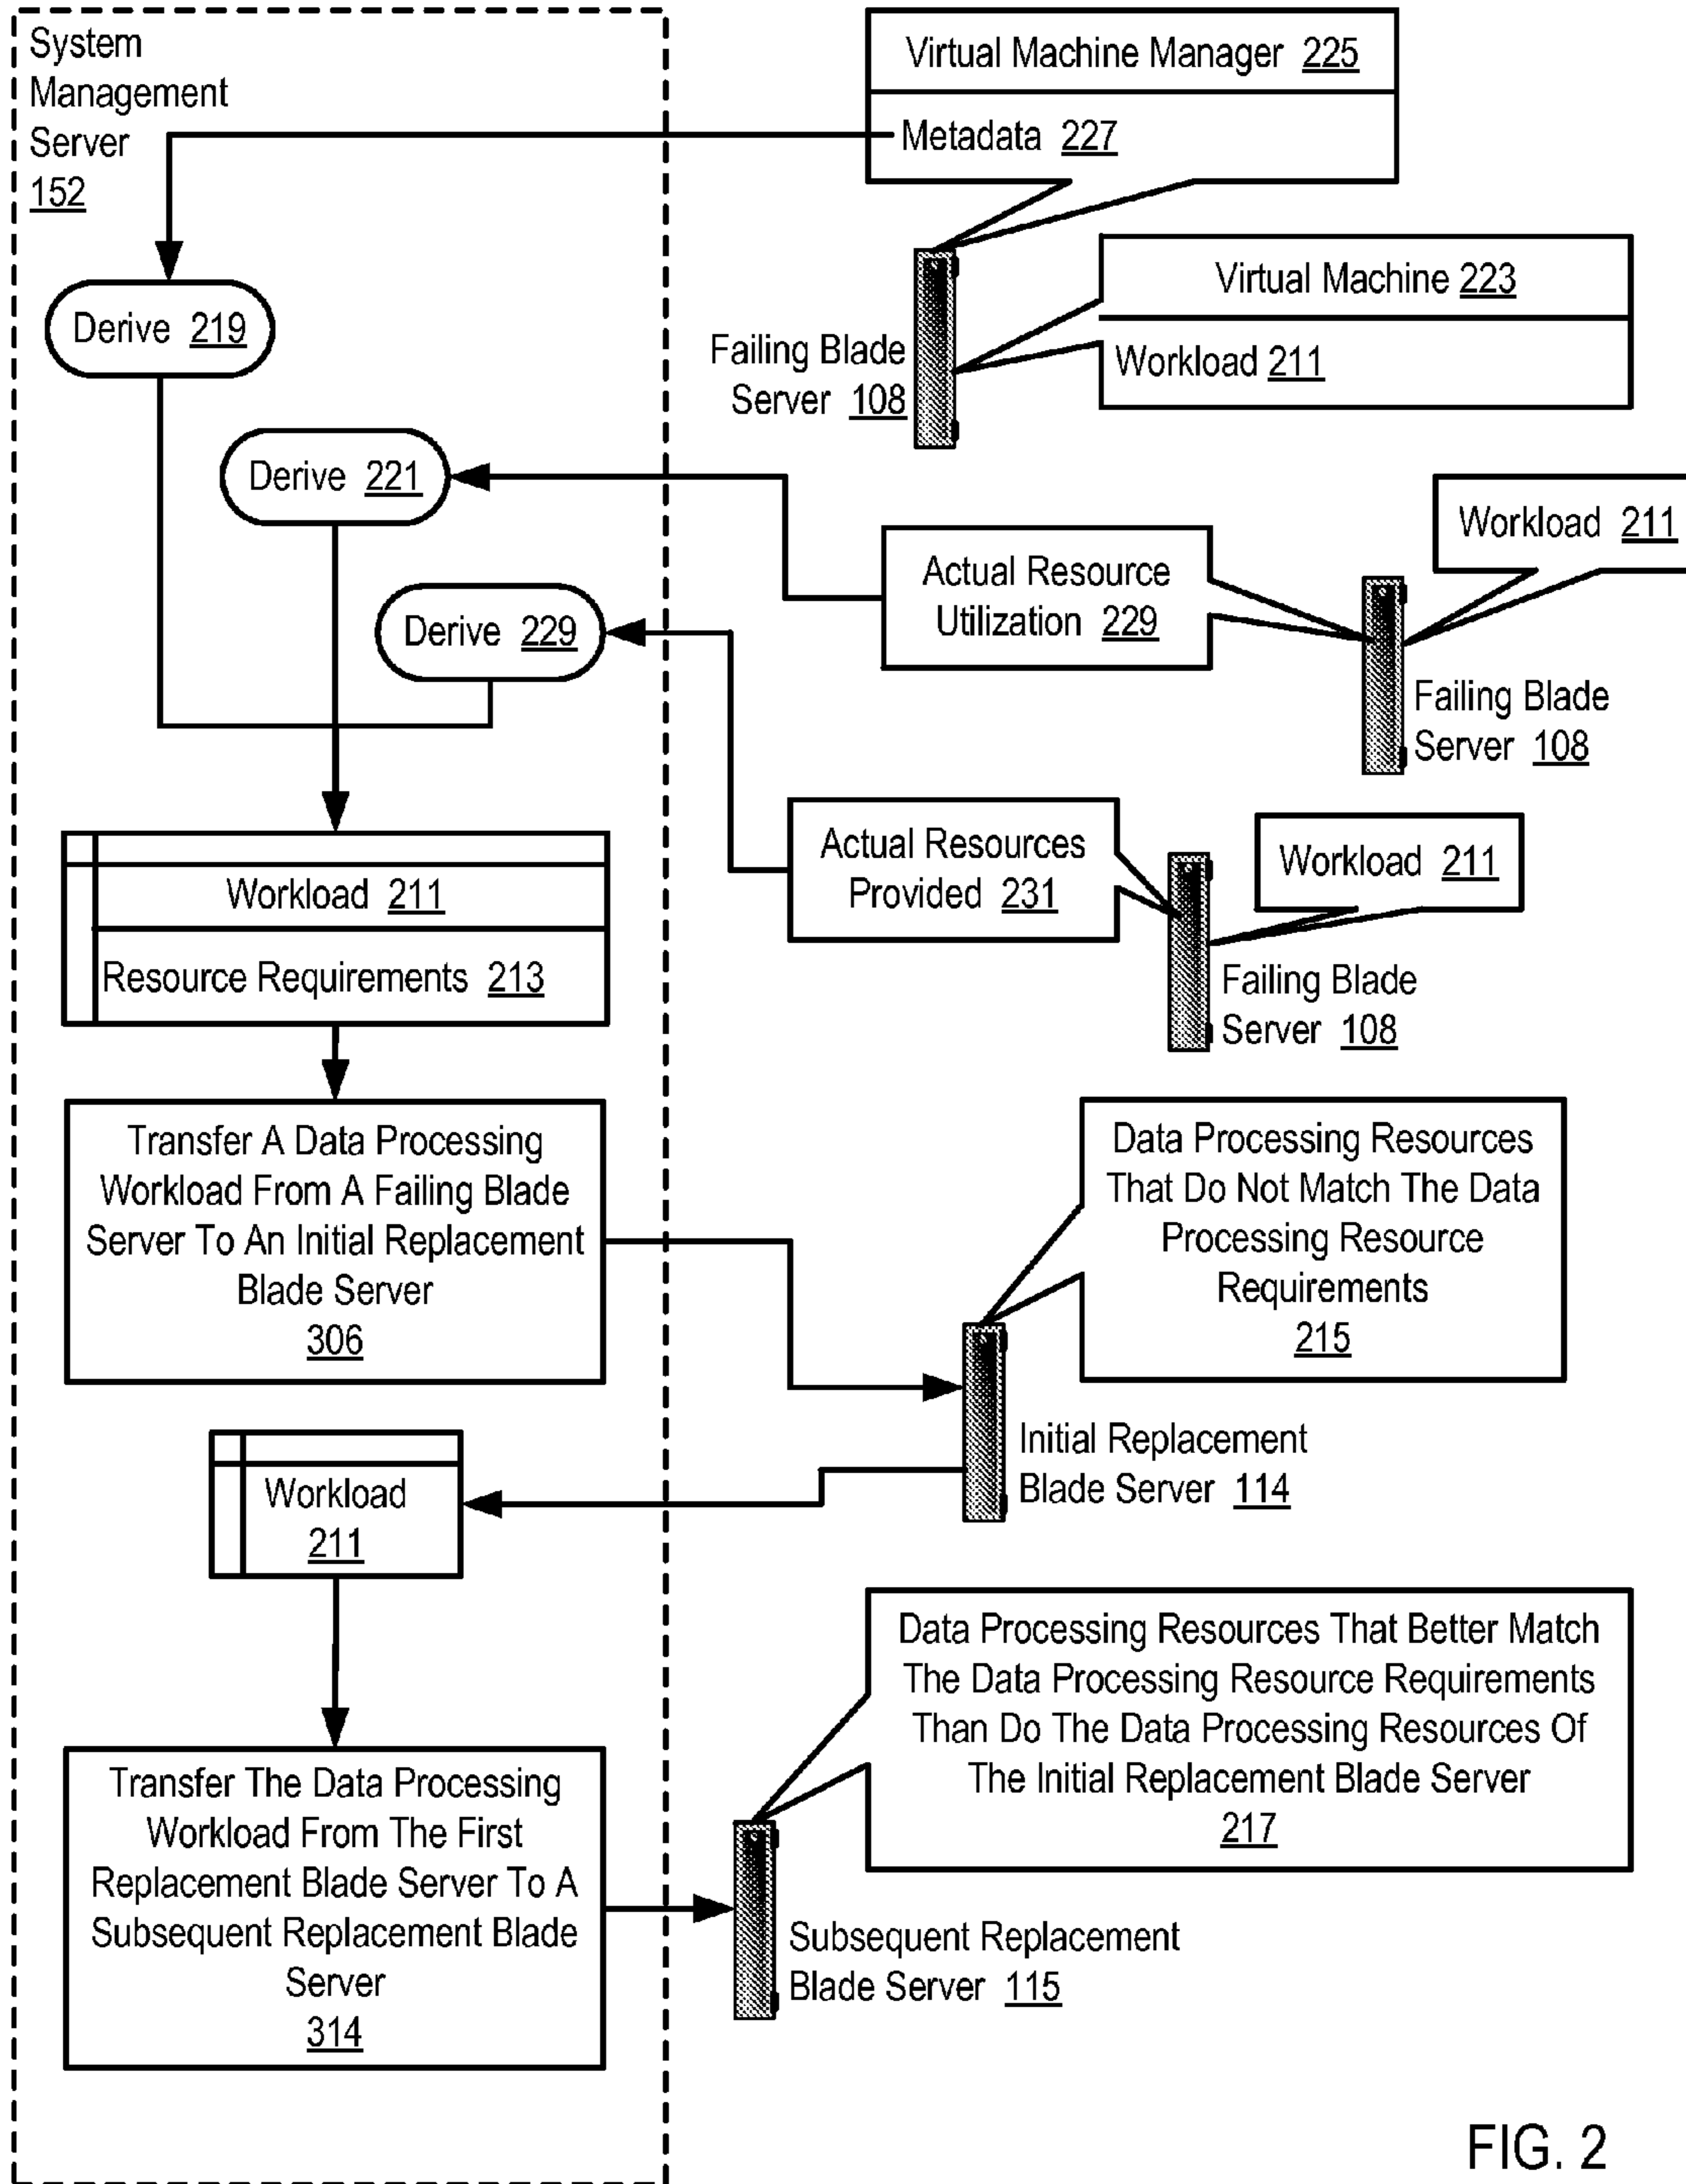 System
Management
Server
152
Virtual Machine Manager 225
Metadata 227
Derive 219
Virtual Machine 223
Workload 211
Failing Blade
Server 108
Derive 221
Workload 211
Actual Resource
Utilization 229
Derive 229
Failing Blade
Server 108
Actual Resources
Provided 231
Workload 211
Workload 211
Resource Requirements 213
Failing Blade
Server 108
Transfer A Data Processing
Workload From A Failing Blade
Server To An Initial Replacement
Blade Server
306
Data Processing Resources
That Do Not Match The Data
Processing Resource
Requirements
215
Initial Replacement
Blade Server 114
Workload
211
Data Processing Resources That Better Match
The Data Processing Resource Requirements
Than Do The Data Processing Resources Of
The Initial Replacement Blade Server
217
Transfer The Data Processing
Workload From The First
Replacement Blade Server To A
Subsequent Replacement Blade
Server
314
Subsequent Replacement
Blade Server 115
FIG. 2